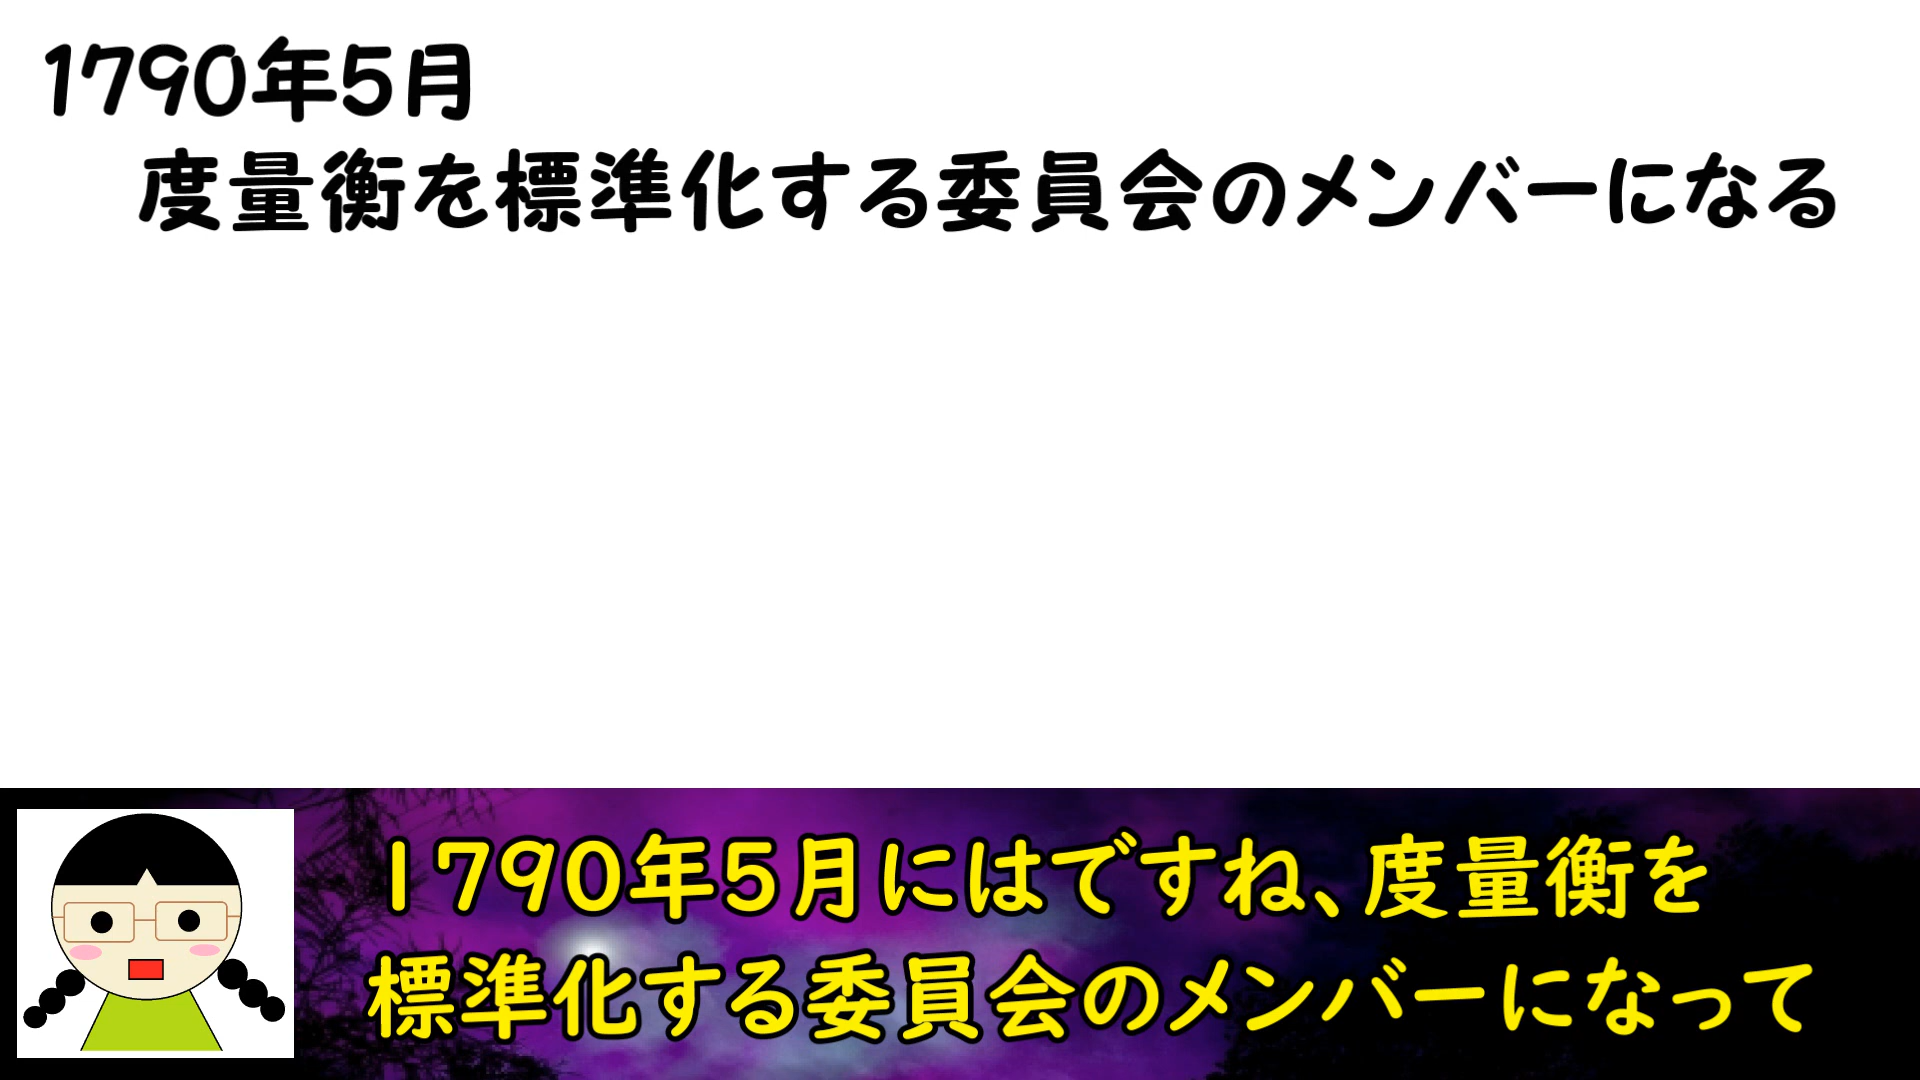 1790年5月
度量衡を標準化する委員会のメンバーになる
1790年5月にはですね、度量衡を
標準化する委員会のメンバーになって